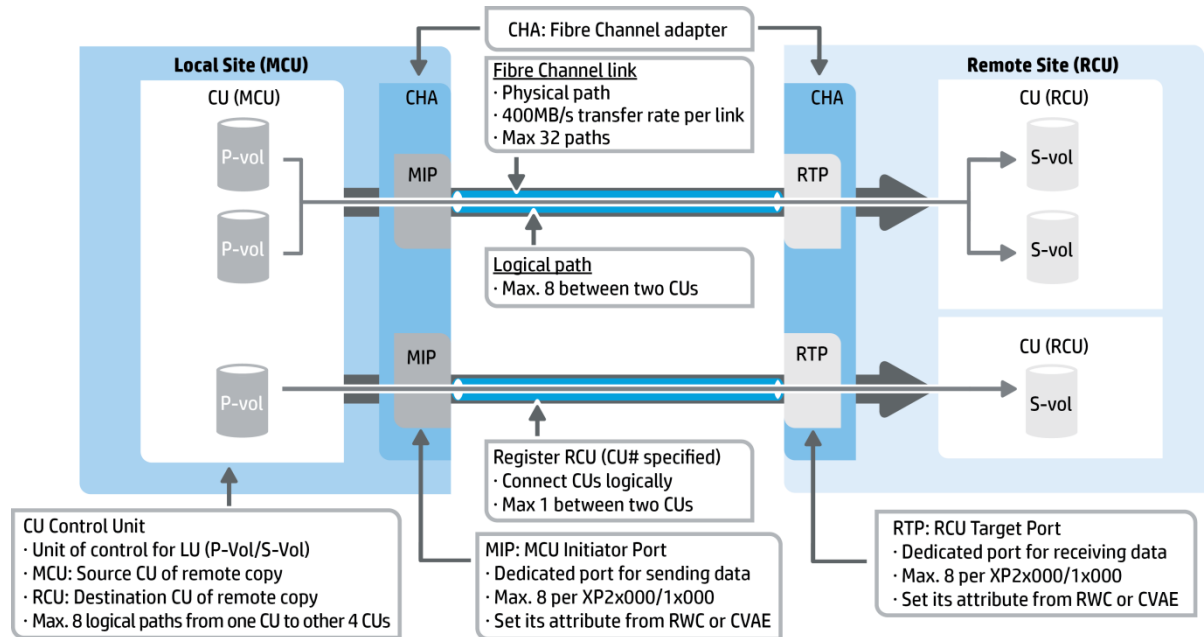 CHA: Fibre Channel adapter
Local Site (MCU)
CU (MCU)
P-vol
P-vol
P-vol
CHA
MIP
MIP
Fibre Channel link
· Physical path
· 400MB/s transfer rate per link
· Max 32 paths
Logical path
· Max. 8 between two CUs
Register RCU (CU# specified)
· Connect CUs logically
· Max 1 between two CUs
CHA
RTP
RTP
Remote Site (RCU)
CU (RCU)
S-vol
S-vol
CU (RCU)
S-vol
CU Control Unit
· Unit of control for LU (P-Vol/S-Vol)
· MCU: Source CU of remote copy
· RCU: Destination CU of remote copy
· Max. 8 logical paths from one CU to other 4 CUs
MIP: MCU Initiator Port
· Dedicated port for sending data
· Max. 8 per XP2x000/1x000
· Set its attribute from RWC or CVAE
RTP: RCU Target Port
· Dedicated port for receiving data
· Max. 8 per XP2x000/1x000
· Set its attribute from RWC or CVAE